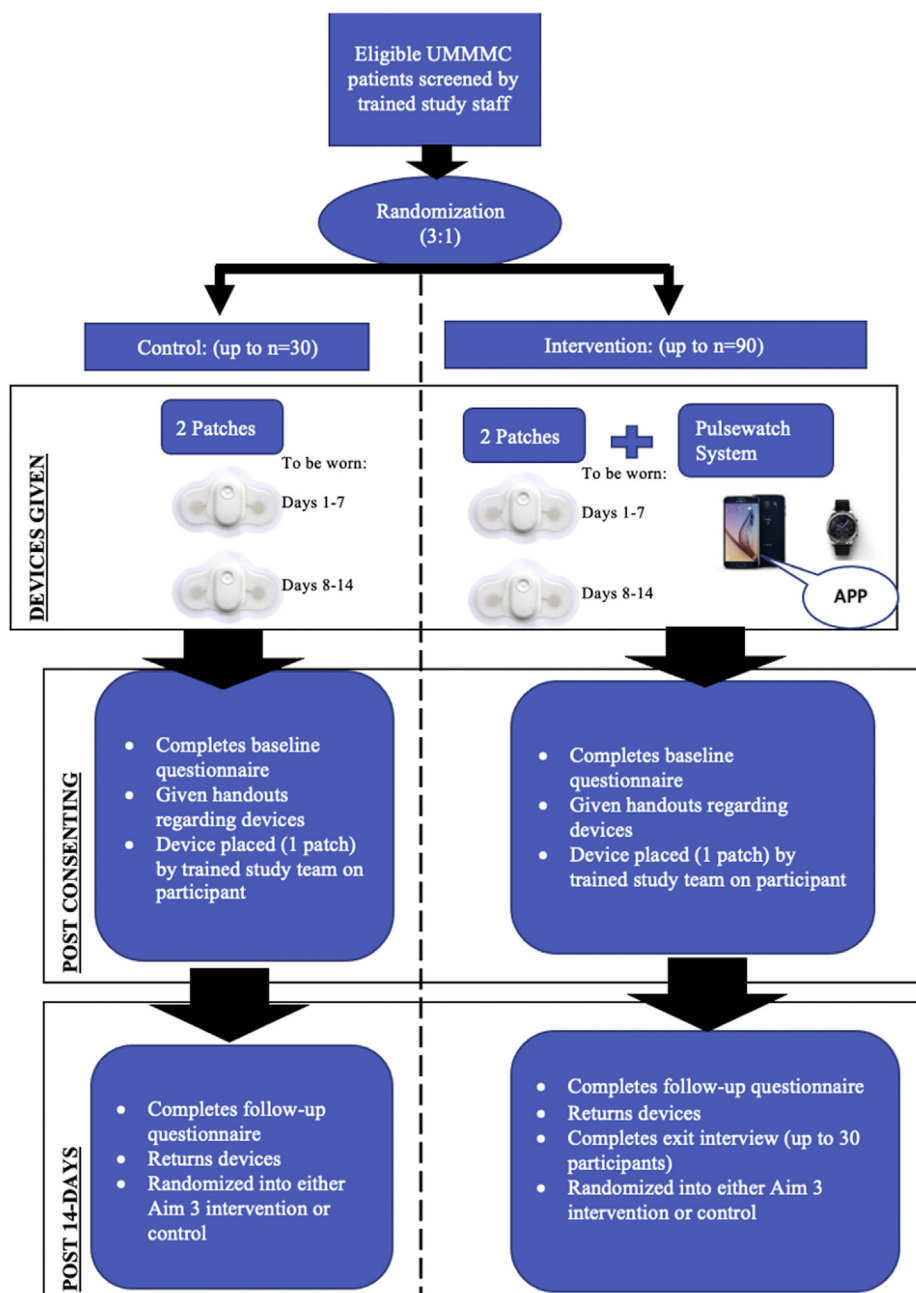 Eligible UMMMC
patients screened by
trained study staff
Randomization
(3:1)
Control: (up to n=30)
Intervention: (up to n=90)
DEVICES GIVEN
2 Patches
To be worn:
Days 1-7
Days 8-14
2 Patches
Pulsewatch
System
To be worn:
Days 1-7
Days 8-14
APP
POST CONSENTING
• Completes baseline
questionnaire
• Given handouts
regarding devices
• Device placed (1 patch)
by trained study team on
participant
• Completes baseline
questionnaire
• Given handouts regarding
devices
• Device placed (1 patch) by
trained study team on participant
POST 14-DAYS
• Completes follow-up
questionnaire
• Returns devices
• Randomized into either
Aim 3 intervention or
control
• Completes follow-up questionnaire
• Returns devices
• Completes exit interview (up to 30
participants)
• Randomized into either Aim 3
intervention or control